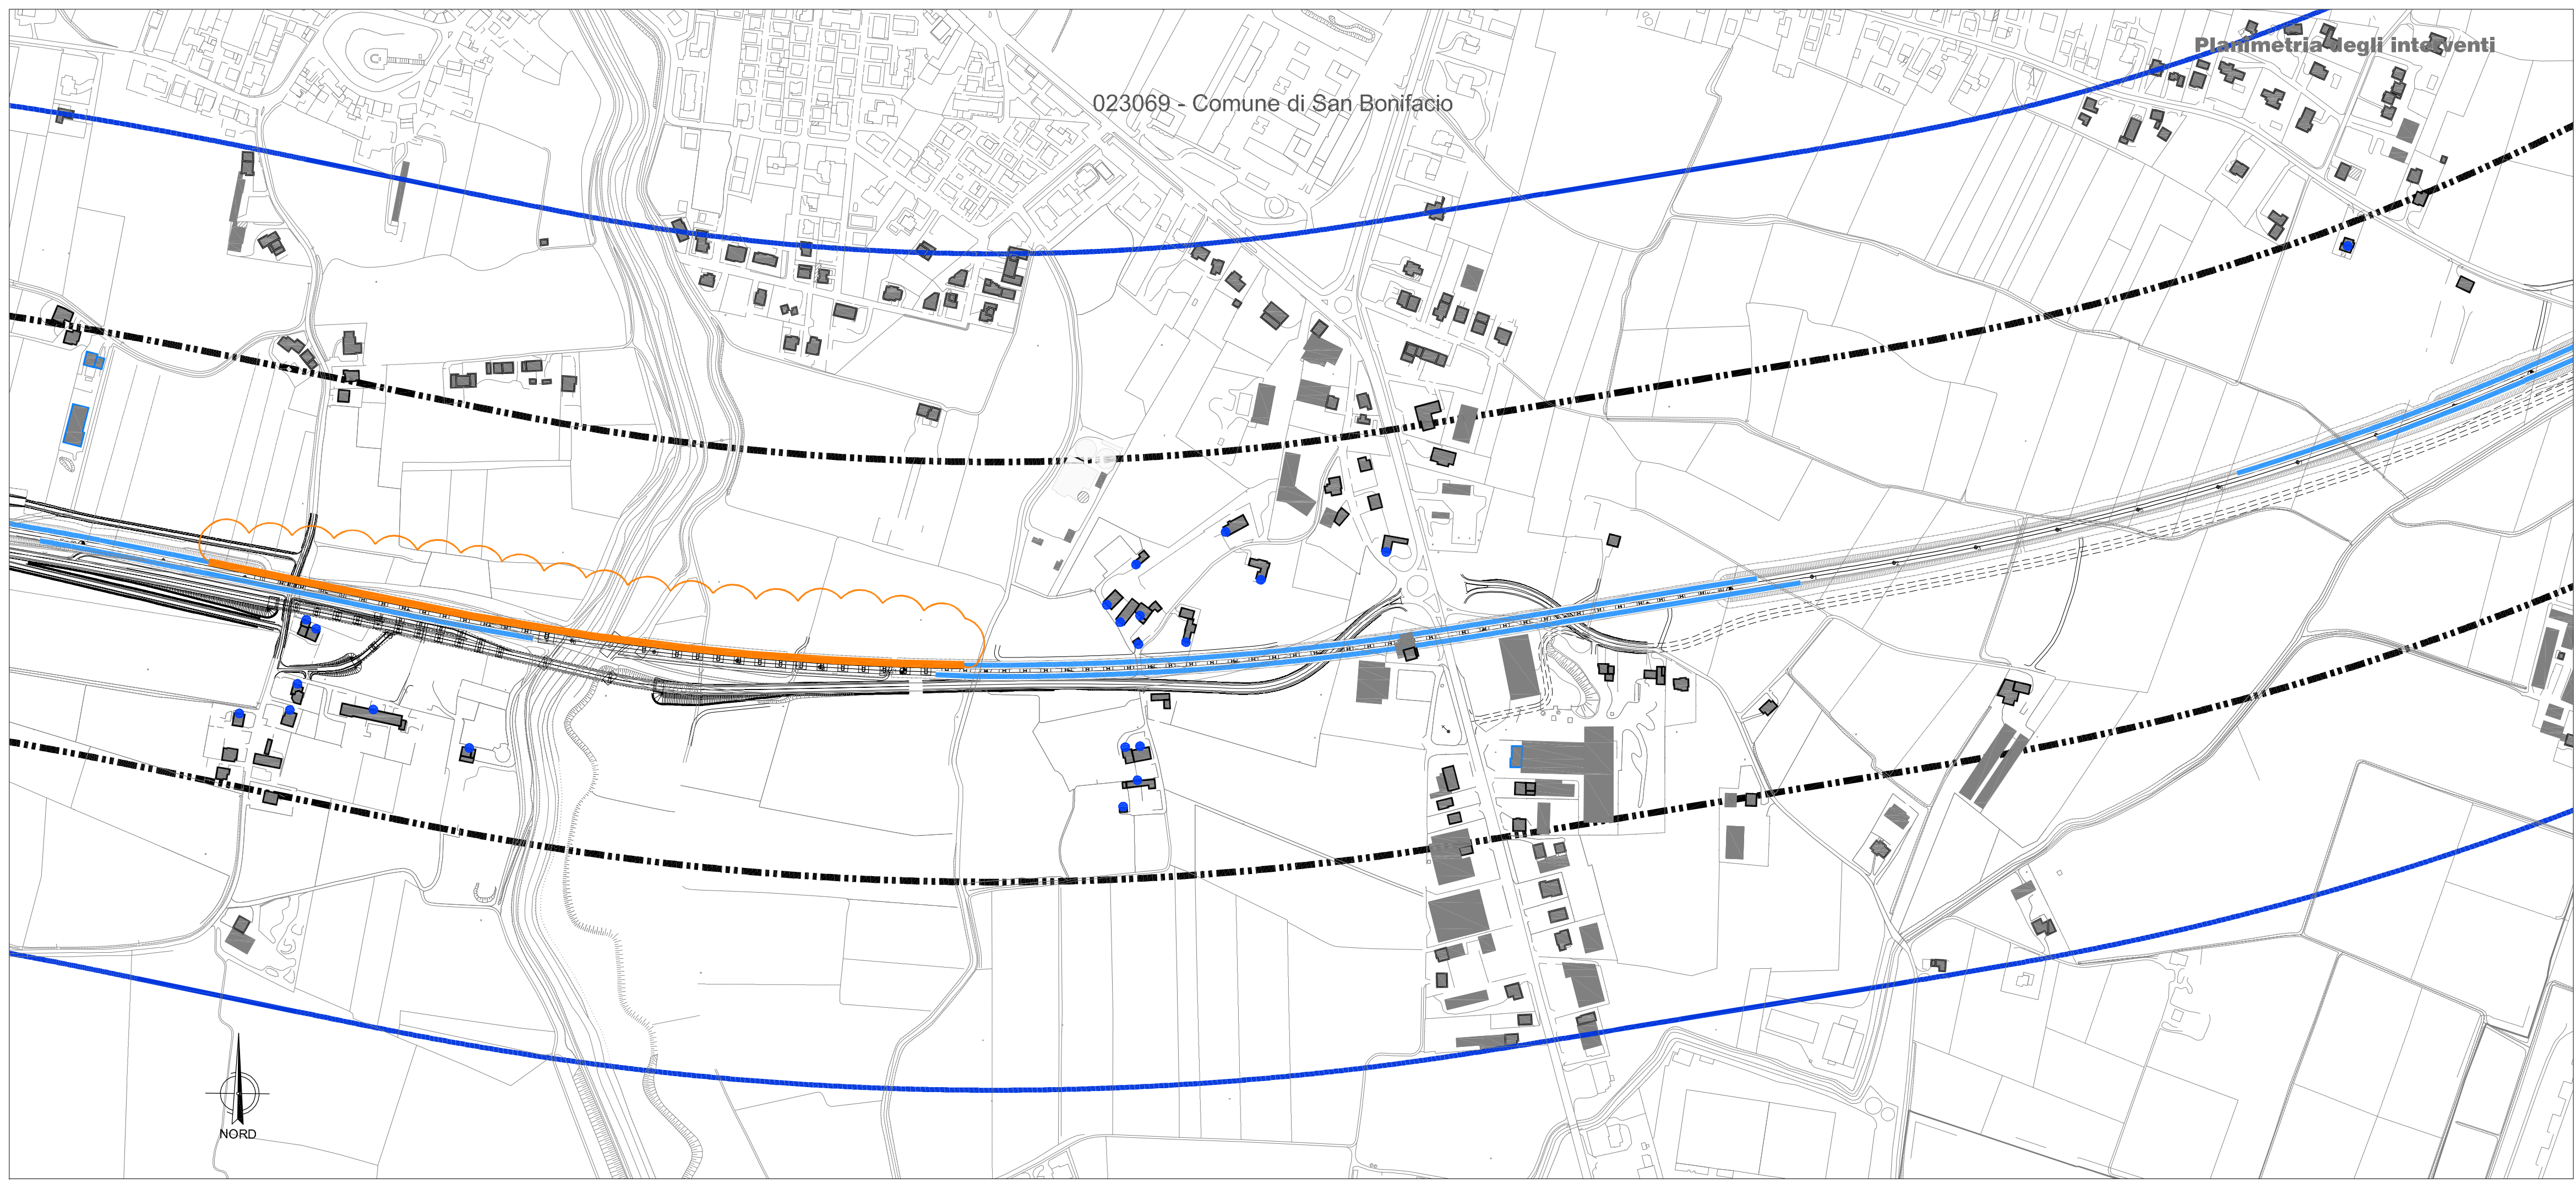 Planimetria degli interventi
023069 - Comune di San Bonifacio
NORD